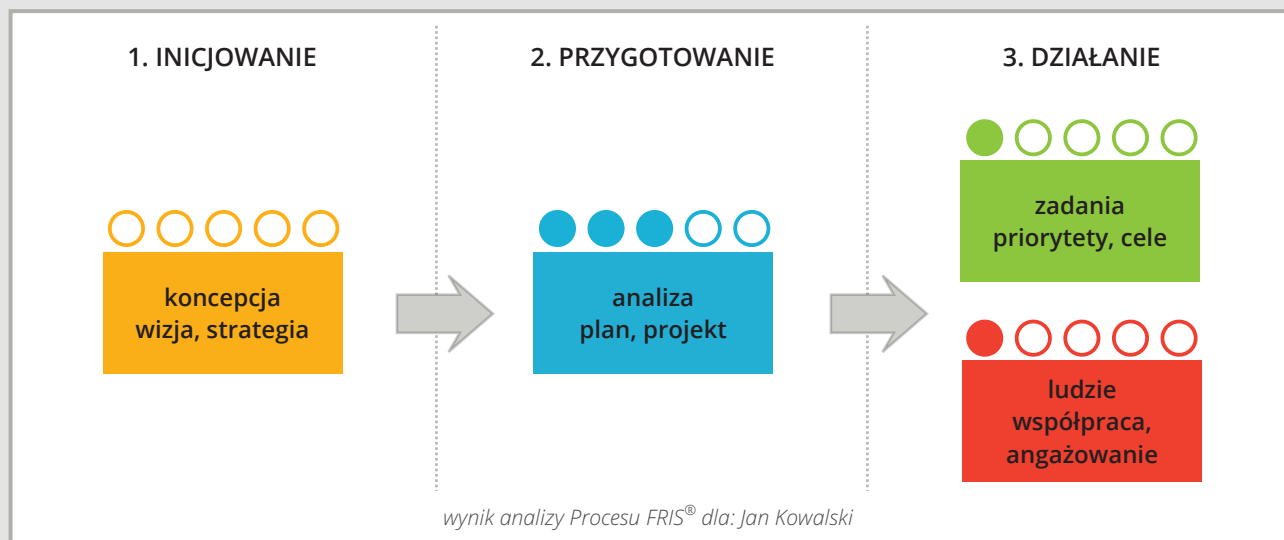 1. INICJOWANIE
koncepcja
wizja, strategia
2. PRZYGOTOWANIE
analiza
plan, projekt
3. DZIAŁANIE
zadania
priorytety, cele
ludzie
współpraca,
angażowanie
wynik analizy Procesu FRIS® dla: Jan Kowalski